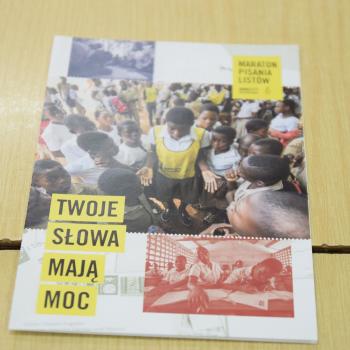 MARATON
PISANIA
LISTÓW
TWOJE
SŁOWA
MAJĄ
MOC